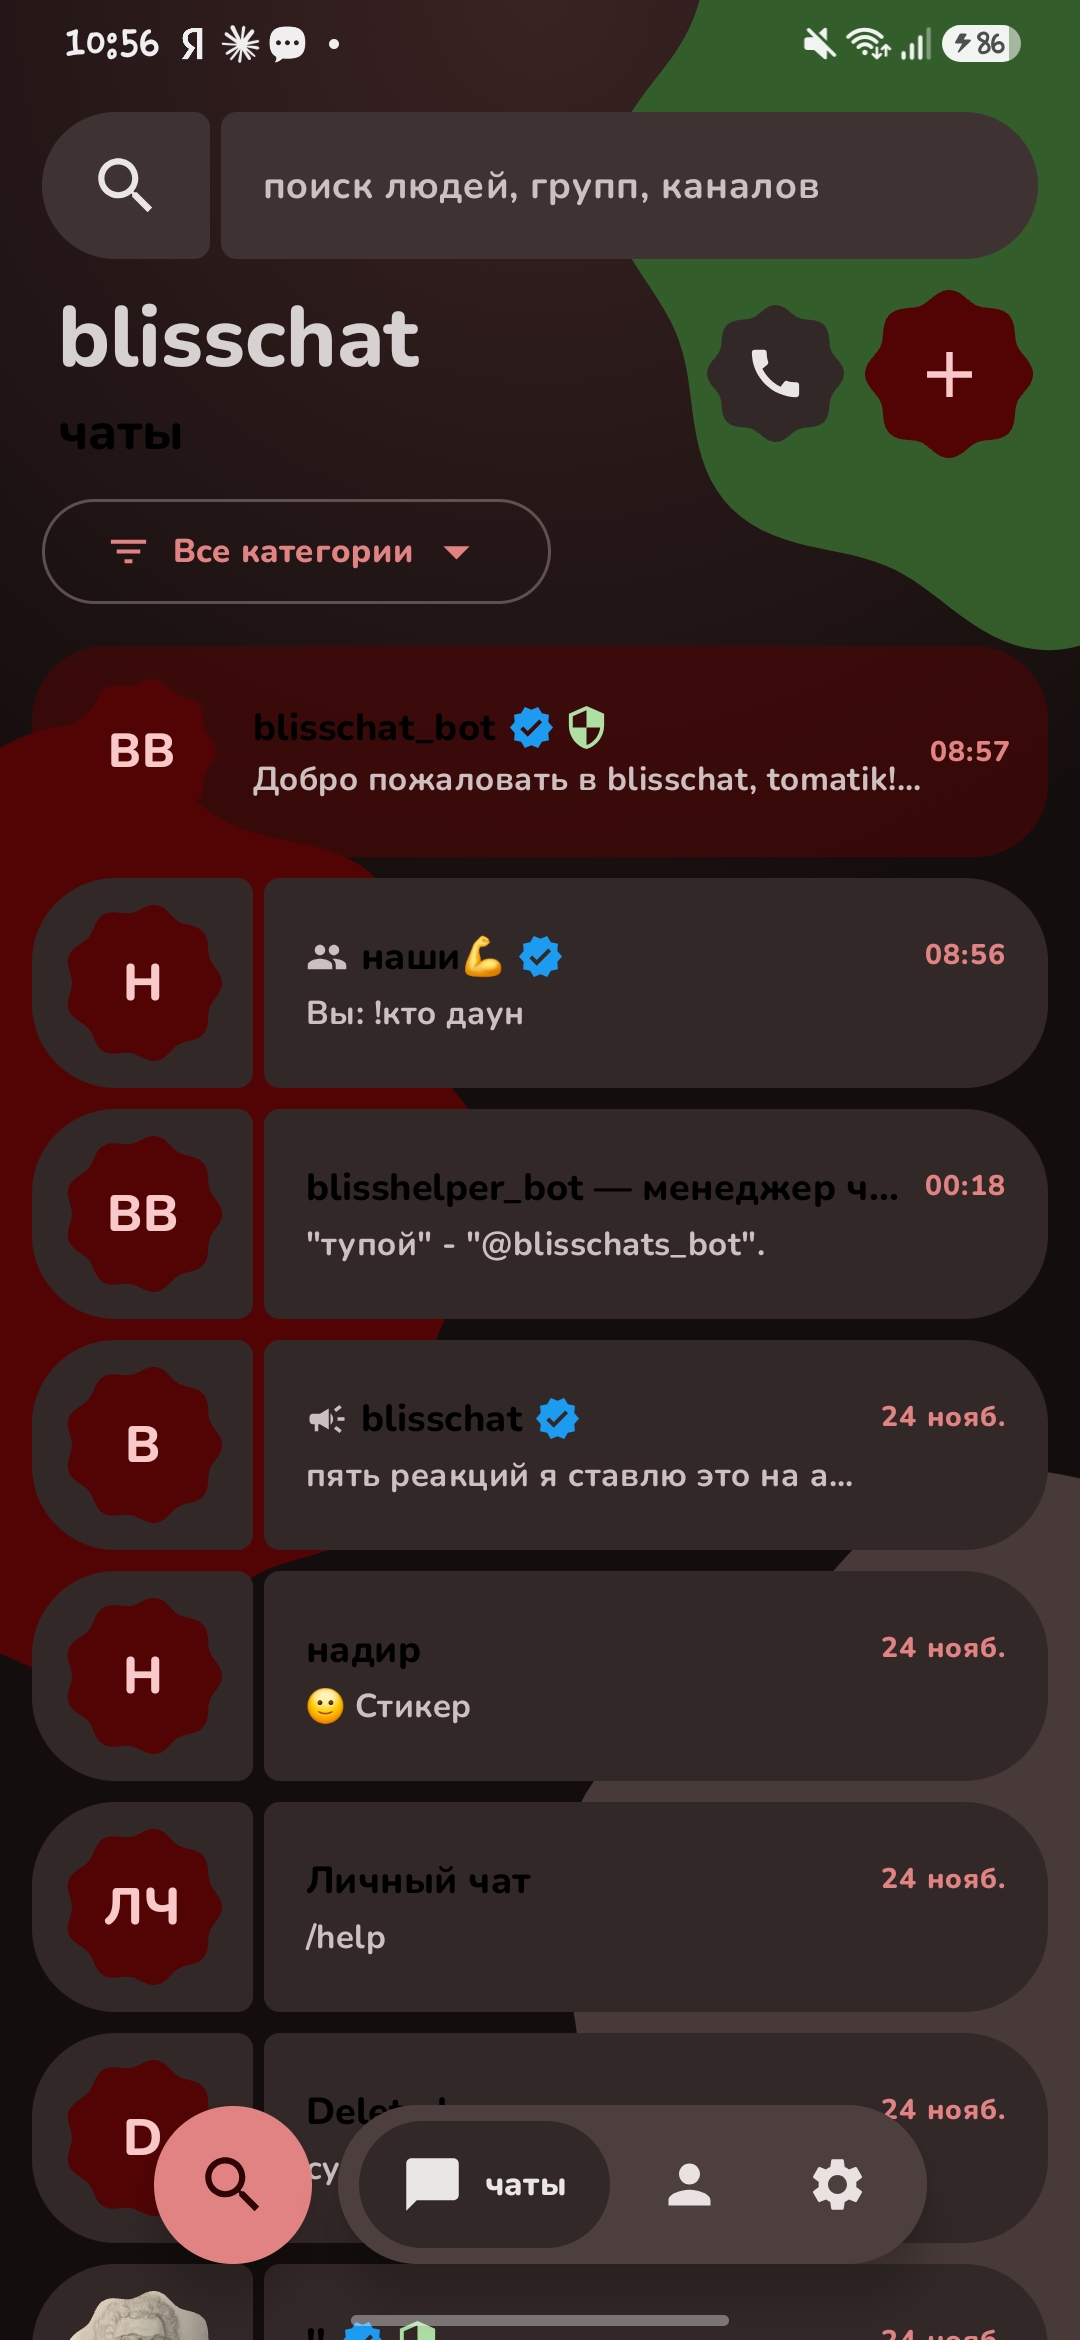 10:56 Я 86
поиск людей, групп, каналов
blisschat
чаты
Все категории
BB blisschat_bot 08:57
Добро пожаловать в blisschat, tomatik!...
Н наши💪 08:56
Вы: !кто даун
BB blisshelper_bot — менеджер ч... 00:18
"тупой" - "@blisschats_bot".
B blisschat 24 нояб.
пять реакций я ставлю это на а...
Н надир 24 нояб.
🙂 Стикер
ЛЧ Личный чат 24 нояб.
/help
D 24 нояб.
чаты
24 нояб.